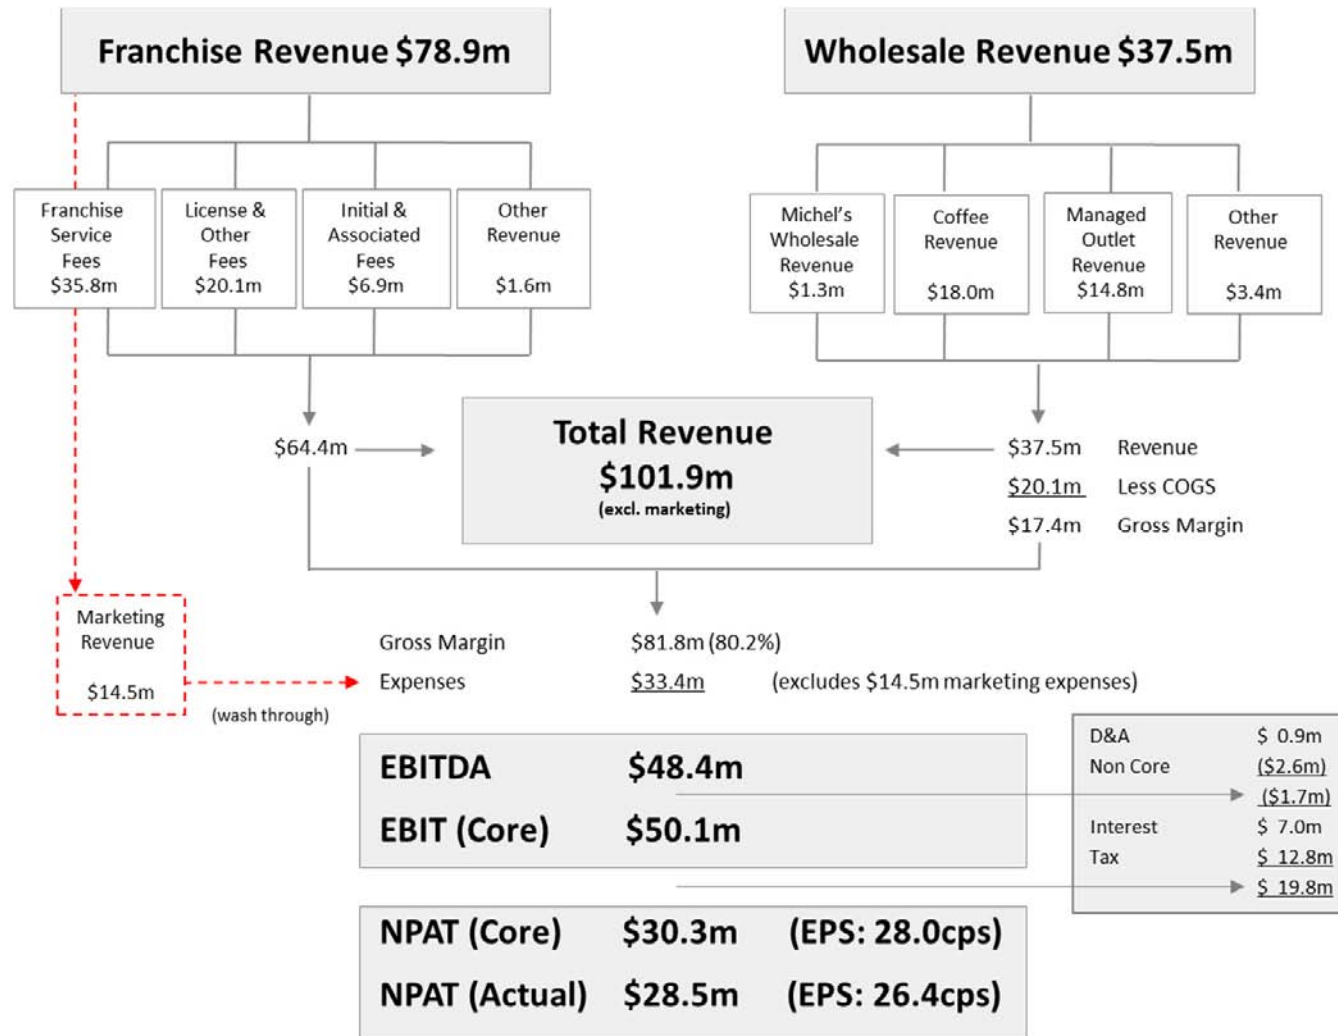 Franchise Revenue $78.9m
Wholesale Revenue $37.5m
Franchise
Service
Fees
$35.8m
License &
Other
Fees
$20.1m
Initial &
Associated
Fees
$6.9m
Other
Revenue
$1.6m
Michel's
Wholesale
Revenue
$1.3m
Coffee
Revenue
$18.0m
Managed
Outlet
Revenue
$14.8m
Other
Revenue
$3.4m
$64.4m
Total Revenue
$101.9m
(excl. marketing)
$37.5m Revenue
$20.1m Less COGS
$17.4m Gross Margin
Marketing
Revenue
$14.5m
(wash through)
Gross Margin $81.8m (80.2%)
Expenses $33.4m (excludes $14.5m marketing expenses)
EBITDA $48.4m
EBIT (Core) $50.1m
D&A $ 0.9m
Non Core ($2.6m)
($1.7m)
Interest $ 7.0m
Tax $ 12.8m
$ 19.8m
NPAT (Core) $30.3m (EPS: 28.0cps)
NPAT (Actual) $28.5m (EPS: 26.4cps)